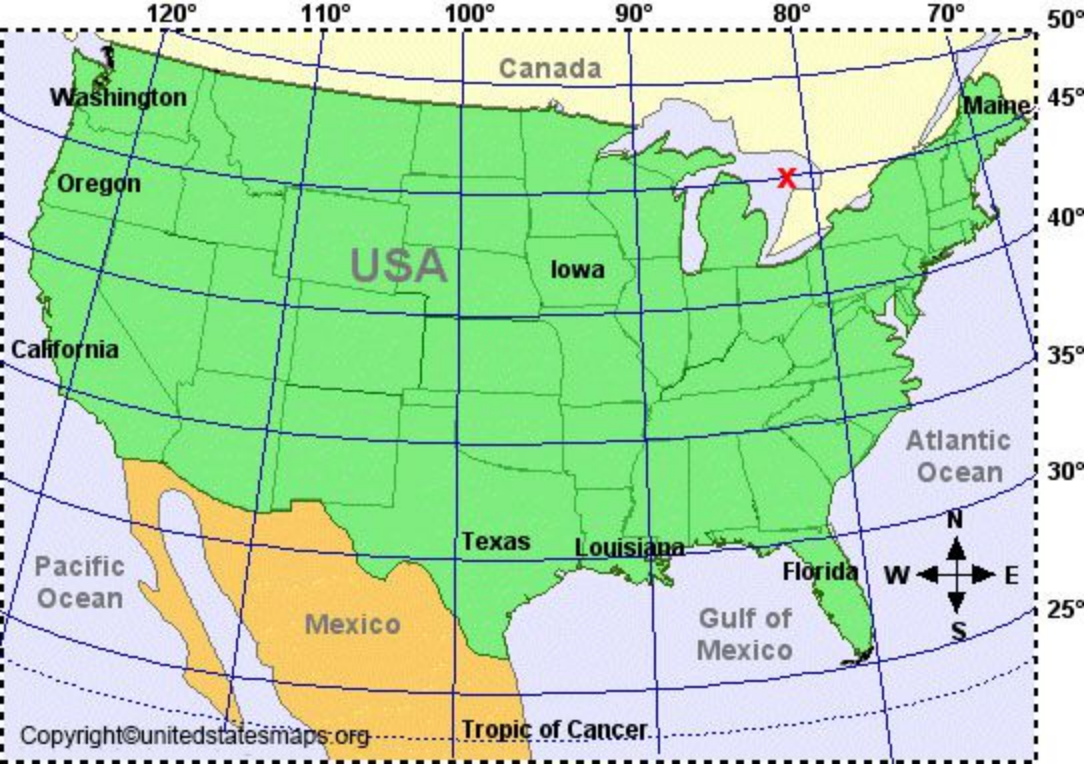 120° 110° 100° 90° 80° 70° 50°
Canada
45°
Washington
Maine
X
Oregon
40°
USA
Iowa
California
35°
Atlantic
Ocean
30°
N
Texas
Louisiana
Florida
W E
Pacific
Ocean
25°
Mexico
Gulf of
Mexico
S
Tropic of Cancer
Copyright©unitedstatesmaps.org